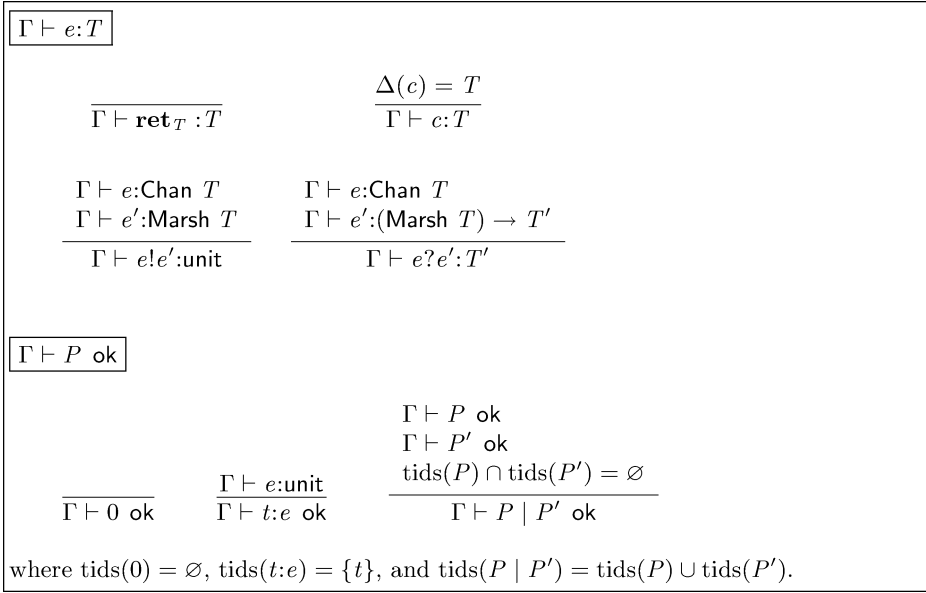 Γ ⊢ e:T
Δ(c) = T
Γ ⊢ ret_T : T    Γ ⊢ c:T
Γ ⊢ e:Chan T    Γ ⊢ e:Chan T
Γ ⊢ e′:Marsh T    Γ ⊢ e′:(Marsh T) → T′
Γ ⊢ e!e′:unit    Γ ⊢ e?e′:T′
Γ ⊢ P ok
Γ ⊢ P ok
Γ ⊢ P′ ok
Γ ⊢ e:unit    tids(P) ∩ tids(P′) = ∅
Γ ⊢ 0 ok    Γ ⊢ t:e ok    Γ ⊢ P | P′ ok
where tids(0) = ∅, tids(t:e) = {t}, and tids(P | P′) = tids(P) ∪ tids(P′).